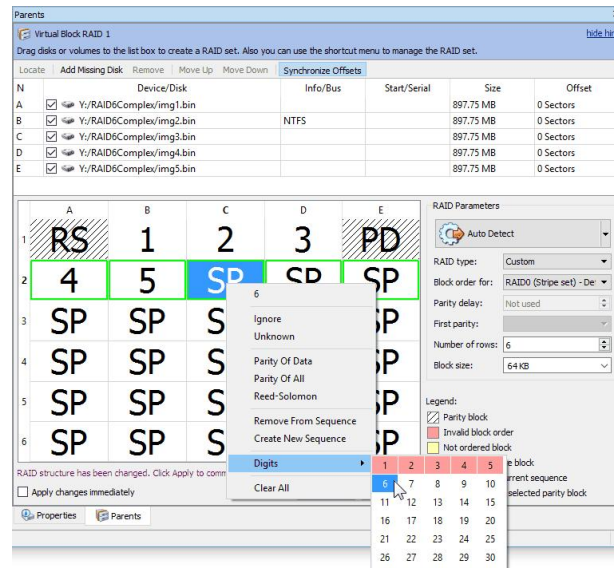 Parents
Virtual Block RAID 1 hide hin
Drag disks or volumes to the list box to create a RAID set. Also you can use the shortcut menu to manage the RAID set.
Locate Add Missing Disk Remove Move Up Move Down Synchronize Offsets
N Device/Disk Info/Bus Start/Serial Size Offset
A Y:/RAID6Complex/img1.bin 897.75 MB 0 Sectors
B Y:/RAID6Complex/img2.bin NTFS 897.75 MB 0 Sectors
C Y:/RAID6Complex/img3.bin 897.75 MB 0 Sectors
D Y:/RAID6Complex/img4.bin 897.75 MB 0 Sectors
E Y:/RAID6Complex/img5.bin 897.75 MB 0 Sectors
A B C D E
1 RS 1 2 3 PD
2 4 5 SP SP SP
3 SP SP S SP
4 SP SP S SP
5 SP SP S SP
6 SP SP S SP
6
Ignore
Unknown
Parity Of Data
Parity Of All
Reed-Solomon
Remove From Sequence
Create New Sequence
Digits
Clear All
1 2 3 4 5
6 7 8 9 10
11 12 13 14 15
16 17 18 19 20
21 22 23 24 25
26 27 28 29 30
RAID Parameters
Auto Detect
RAID type: Custom
Block order for: RAID0 (Stripe set) - De
Parity delay: Not used
First parity:
Number of rows: 6
Block size: 64 KB
Legend:
Parity block
Invalid block order
Not ordered block
e block
rrent sequence
selected parity block
RAID structure has been changed. Click Apply to comm
Apply changes immediately
Properties Parents